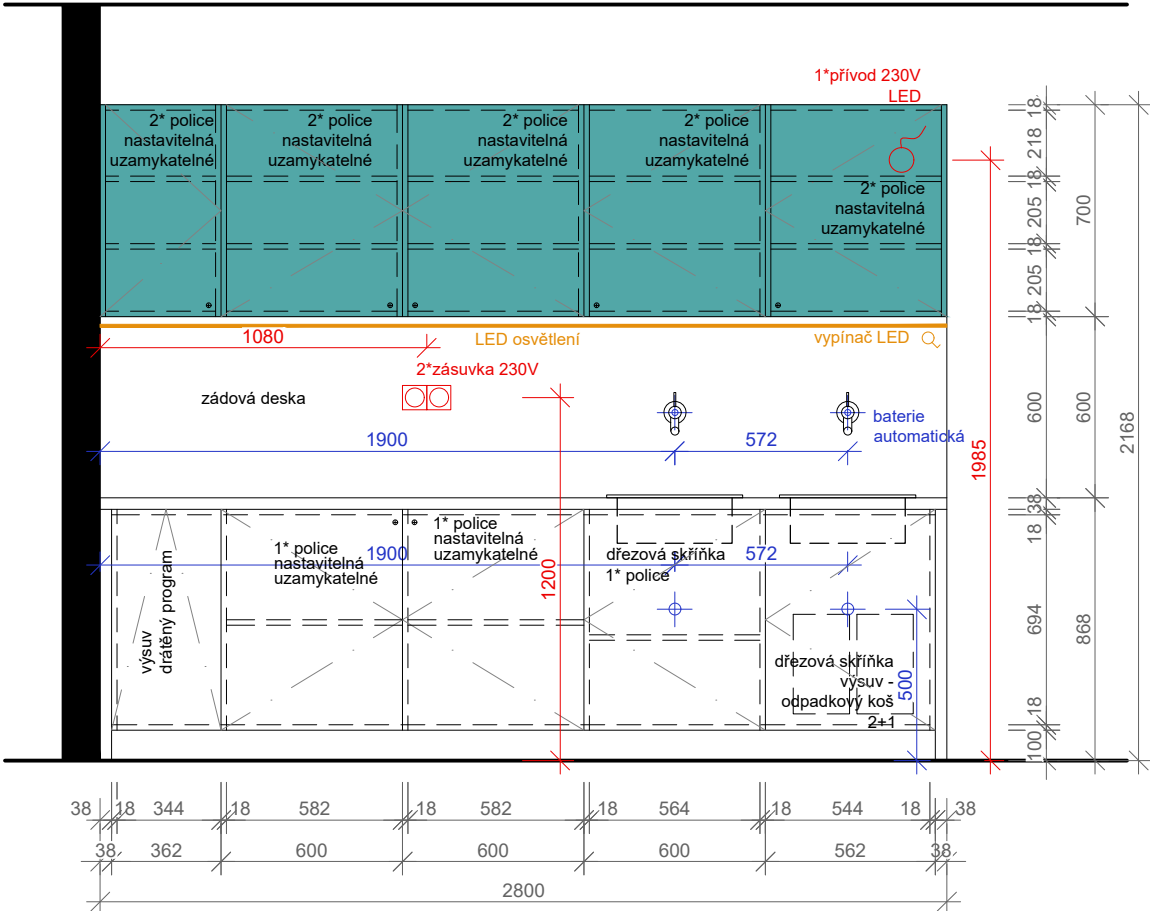 1*přívod 230V
LED
2* police
nastavitelná
uzamykatelné
2* police
nastavitelná
uzamykatelné
2* police
nastavitelná
uzamykatelné
2* police
nastavitelná
uzamykatelné
2* police
nastavitelná
uzamykatelné
1080
LED osvětlení
vypínač LED
2*zásuvka 230V
zádová deska
baterie
automatická
1900
572
1985
1* police
nastavitelná
uzamykatelné
1* police
nastavitelná
uzamykatelné
1900
572
dřezová skříňka
1* police
1200
výsuv
drátěný program
dřezová skříňka
výsuv -
odpadkový koš
2+1
500
18
218
18
205
18
205
18
600
38
18
694
18
100
700
600
868
2168
38
18
344
18
582
18
582
18
564
18
544
18
38
38
362
600
600
600
562
38
2800